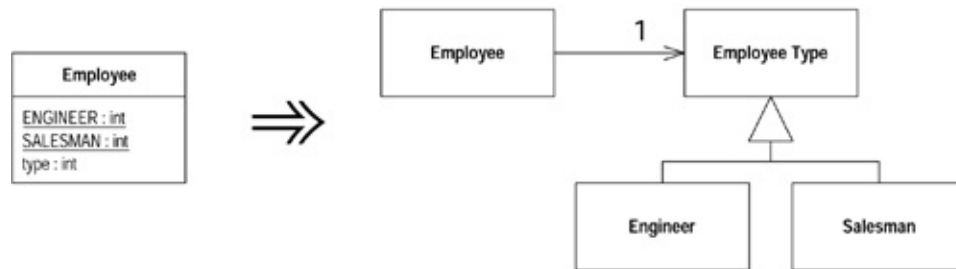 Employee
ENGINEER : int
SALESMAN : int
type : int
Employee
1
Employee Type
Engineer
Salesman